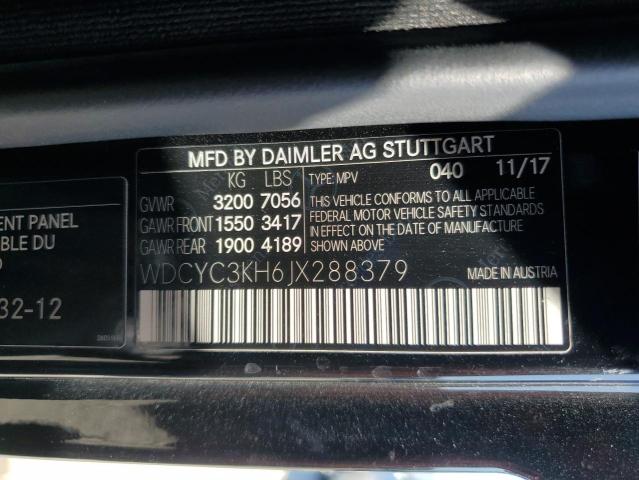 MFD BY DAIMLER AG STUTTGART
KG LBS
GVWR 3200 7056
GAWR FRONT 1550 3417
GAWR REAR 1900 4189
TYPE: MPV 040 11/17
THIS VEHICLE CONFORMS TO ALL APPLICABLE
FEDERAL MOTOR VEHICLE SAFETY STANDARDS
IN EFFECT ON THE DATE OF MANUFACTURE
SHOWN ABOVE
WDCYC3KH6JX288379
MADE IN AUSTRIA
ENT PANEL
BLE DU
32-12